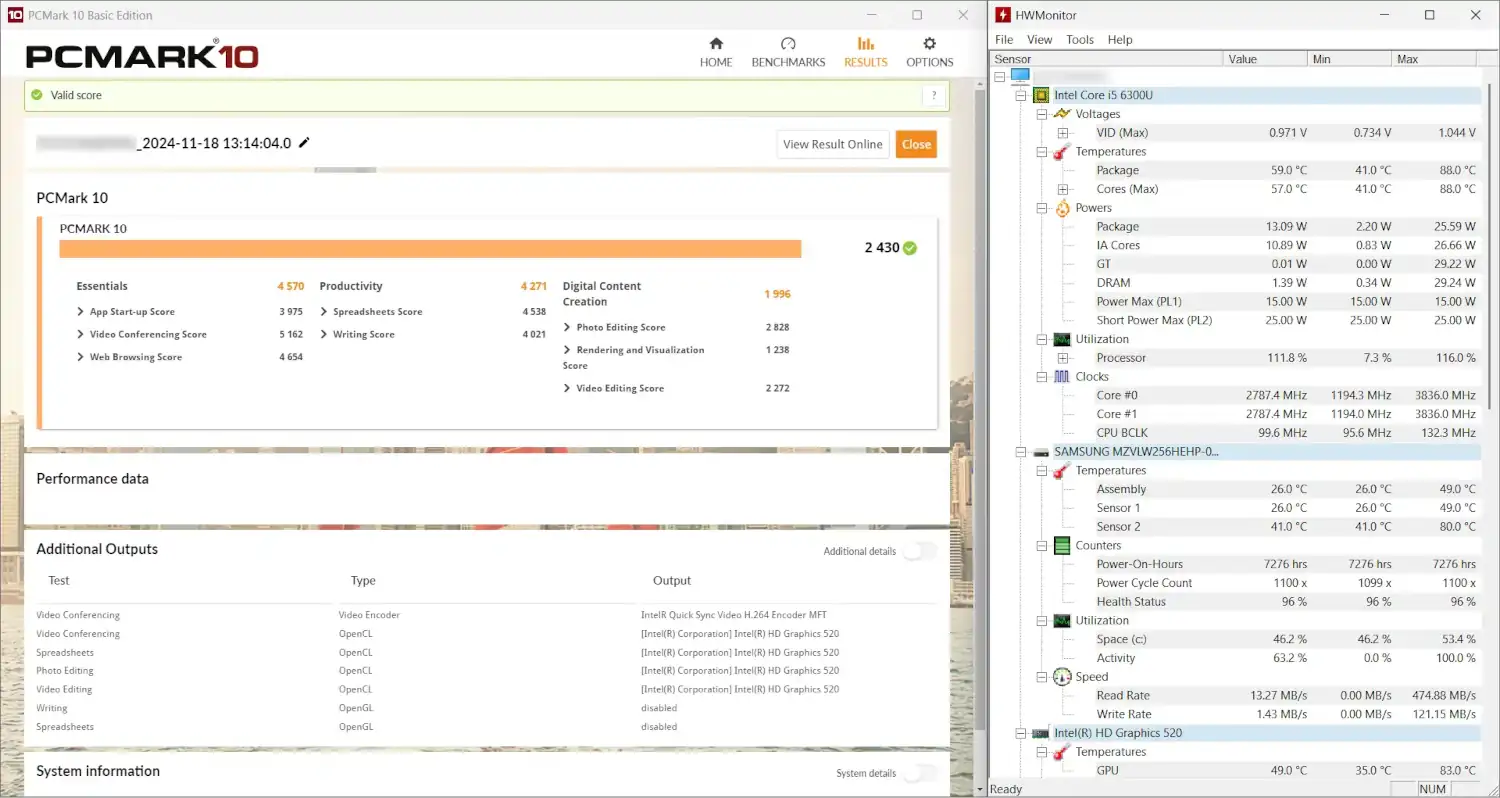 10 PCMark 10 Basic Edition
PCMARK®10
HOME BENCHMARKS RESULTS OPTIONS
Valid score ?
_2024-11-18 13:14:04.0 View Result Online Close
PCMark 10
PCMARK 10
2 430
Essentials 4 570
App Start-up Score 3 975
Video Conferencing Score 5 162
Web Browsing Score 4 654
Productivity 4 271
Spreadsheets Score 4 538
Writing Score 4 021
Digital Content
Creation 1 996
Photo Editing Score 2 828
Rendering and Visualization
Score 1 238
Video Editing Score 2 272
Performance data
Additional Outputs Additional details
Test Type Output
Video Conferencing Video Encoder IntelR Quick Sync Video H.264 Encoder MFT
Video Conferencing OpenCL [Intel(R) Corporation] Intel(R) HD Graphics 520
Spreadsheets OpenCL [Intel(R) Corporation] Intel(R) HD Graphics 520
Photo Editing OpenCL [Intel(R) Corporation] Intel(R) HD Graphics 520
Video Editing OpenCL [Intel(R) Corporation] Intel(R) HD Graphics 520
Writing OpenGL disabled
Spreadsheets OpenGL disabled
System information System details
HWMonitor
File View Tools Help
Sensor Value Min Max
Intel Core i5 6300U
Voltages
VID (Max) 0.971 V 0.734 V 1.044 V
Temperatures
Package 59.0 °C 41.0 °C 88.0 °C
Cores (Max) 57.0 °C 41.0 °C 88.0 °C
Powers
Package 13.09 W 2.20 W 25.59 W
IA Cores 10.89 W 0.83 W 26.66 W
GT 0.01 W 0.00 W 29.22 W
DRAM 1.39 W 0.34 W 29.24 W
Power Max (PL1) 15.00 W 15.00 W 15.00 W
Short Power Max (PL2) 25.00 W 25.00 W 25.00 W
Utilization
Processor 111.8 % 7.3 % 116.0 %
Clocks
Core #0 2787.4 MHz 1194.3 MHz 3836.0 MHz
Core #1 2787.4 MHz 1194.0 MHz 3836.0 MHz
CPU BCLK 99.6 MHz 95.6 MHz 132.3 MHz
SAMSUNG MZVLW256HEHP-0...
Temperatures
Assembly 26.0 °C 26.0 °C 49.0 °C
Sensor 1 26.0 °C 26.0 °C 49.0 °C
Sensor 2 41.0 °C 41.0 °C 80.0 °C
Counters
Power-On-Hours 7276 hrs 7276 hrs 7276 hrs
Power Cycle Count 1100 x 1099 x 1100 x
Health Status 96 % 96 % 96 %
Utilization
Space (c:) 46.2 % 46.2 % 53.4 %
Activity 63.2 % 0.0 % 100.0 %
Speed
Read Rate 13.27 MB/s 0.00 MB/s 474.88 MB/s
Write Rate 1.43 MB/s 0.00 MB/s 121.15 MB/s
Intel(R) HD Graphics 520
Temperatures
GPU 49.0 °C 35.0 °C 83.0 °C
Ready NUM